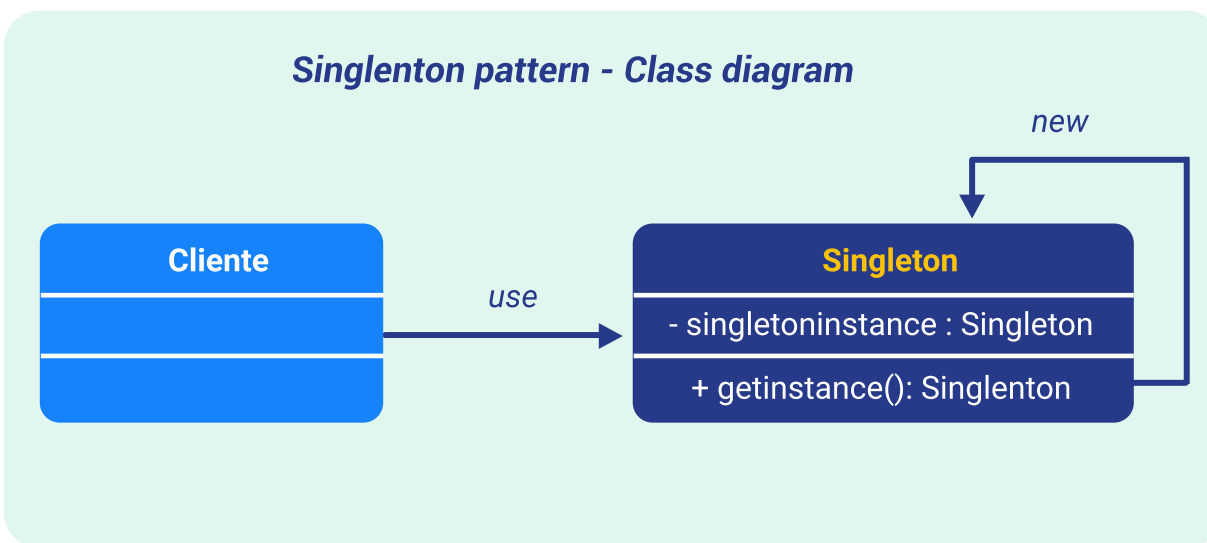 Singlenton pattern - Class diagram
new
Cliente
use
Singleton
- singletoninstance : Singleton
+ getinstance(): Singlenton